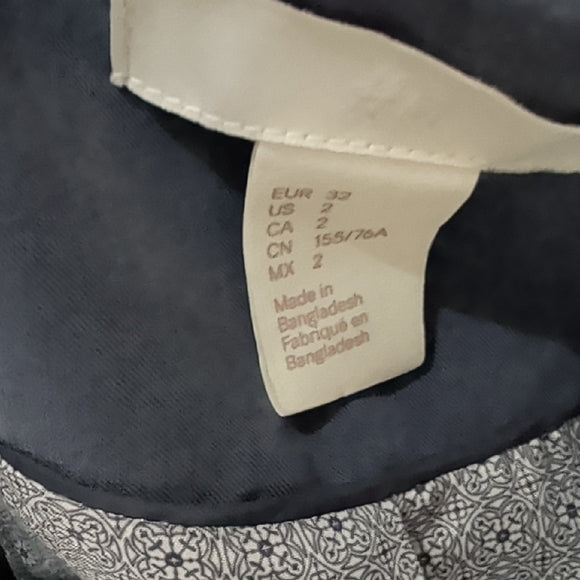 EUR 32
US 2
CA 2
CN 155/76A
MX 2
Made in
Bangladesh
Fabriqué en
Bangladesh